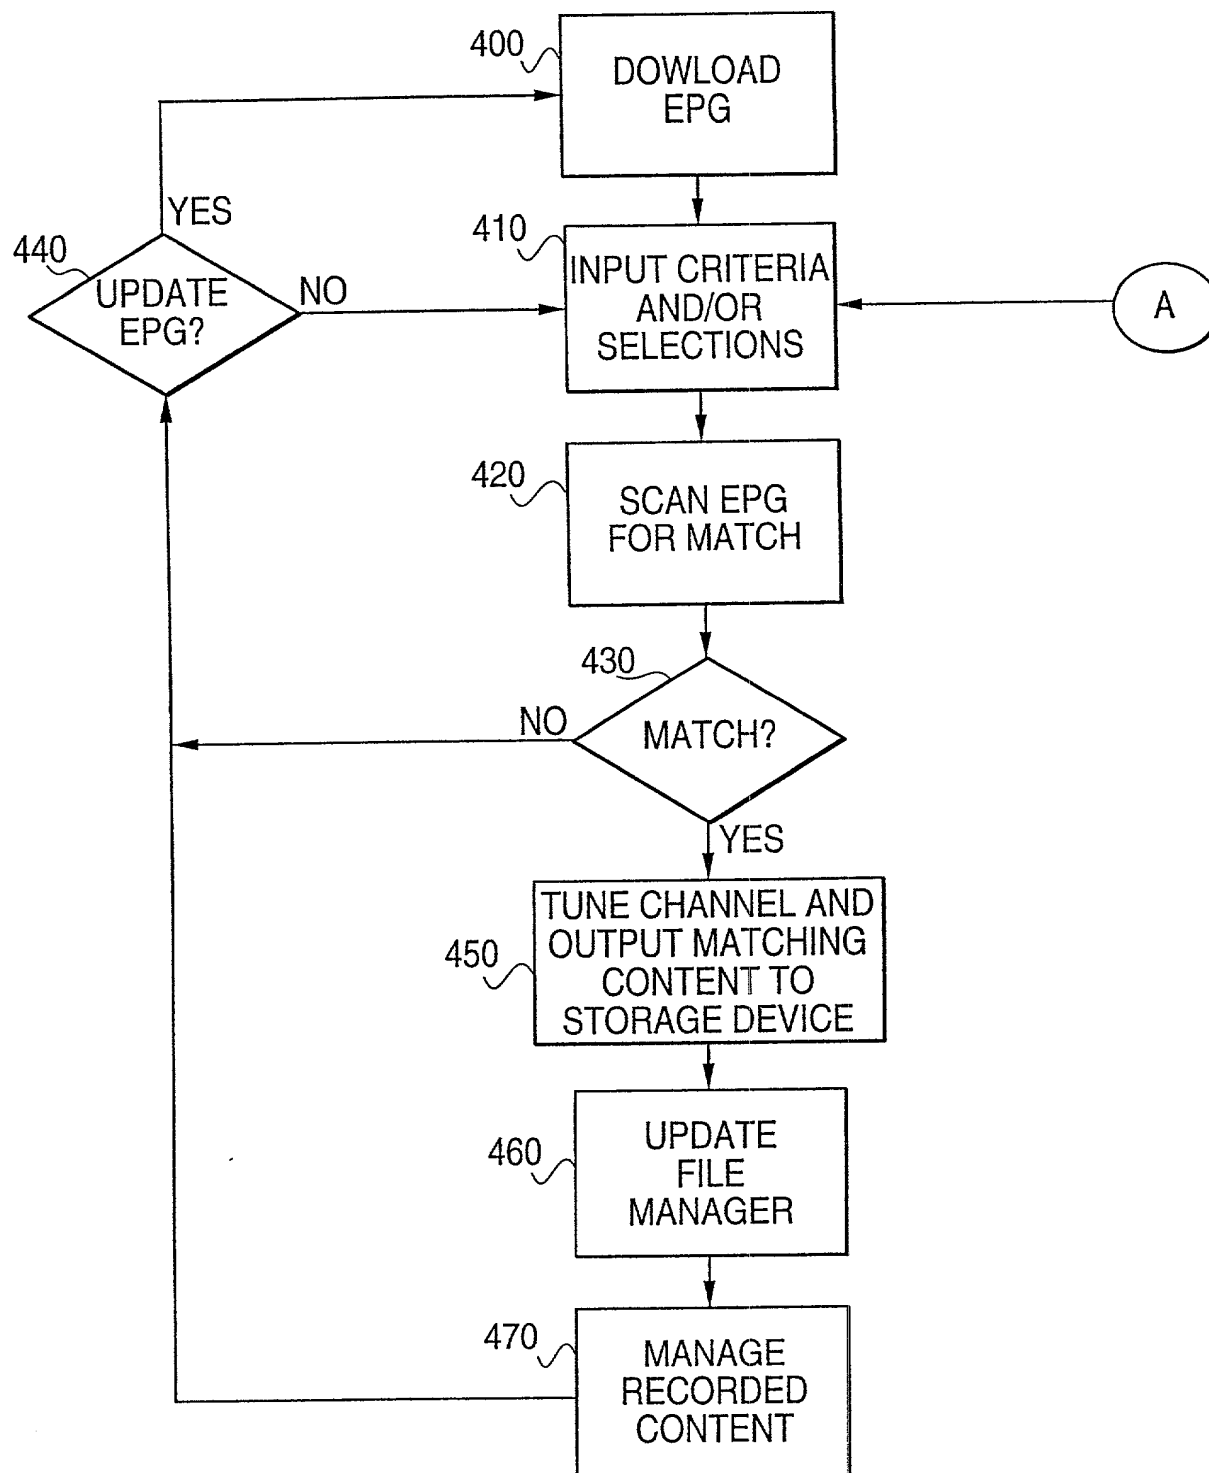 400
DOWLOAD
EPG
YES
440
UPDATE
EPG?
NO
410
INPUT CRITERIA
AND/OR
SELECTIONS
A
420
SCAN EPG
FOR MATCH
430
MATCH?
NO
YES
450
TUNE CHANNEL AND
OUTPUT MATCHING
CONTENT TO
STORAGE DEVICE
460
UPDATE
FILE
MANAGER
470
MANAGE
RECORDED
CONTENT